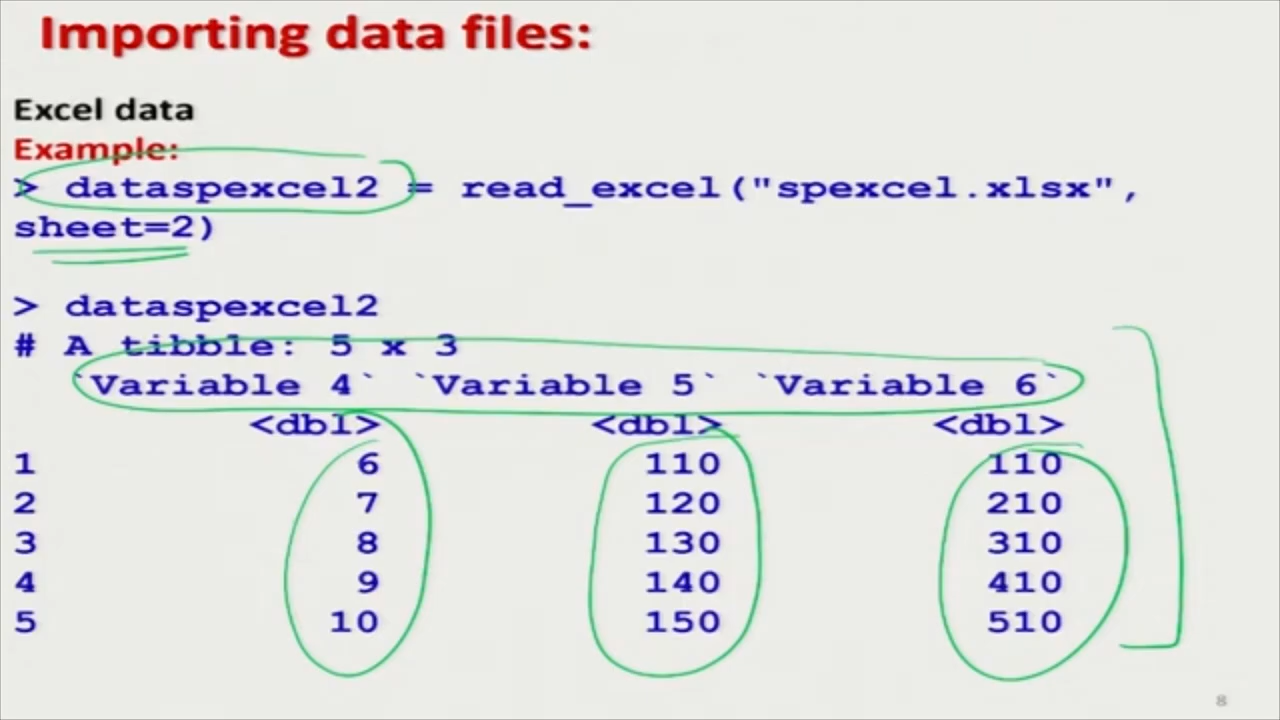 Importing data files:
Excel data
Example:
> dataspexcel2 = read_excel("spexcel.xlsx",
sheet=2)
> dataspexcel2
# A tibble: 5 x 3
`Variable 4` `Variable 5` `Variable 6`
<dbl> <dbl> <dbl>
1 6 110 110
2 7 120 210
3 8 130 310
4 9 140 410
5 10 150 510
8